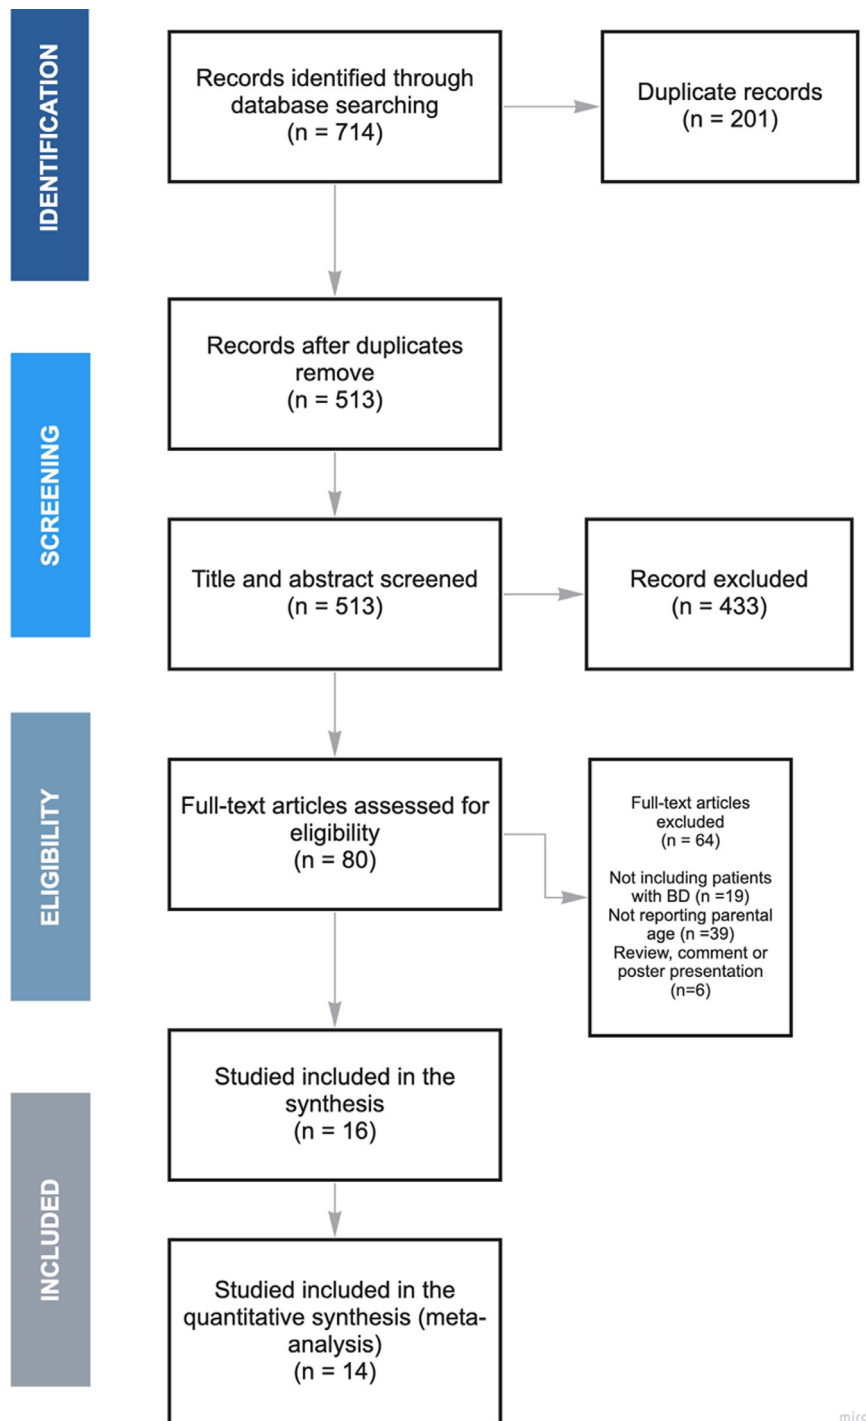 IDENTIFICATION
Records identified through
database searching
(n = 714)
Duplicate records
(n = 201)
SCREENING
Records after duplicates
remove
(n = 513)
Title and abstract screened
(n = 513)
Record excluded
(n = 433)
ELIGIBILITY
Full-text articles assessed for
eligibility
(n = 80)
Full-text articles
excluded
(n = 64)
Not including patients
with BD (n =19)
Not reporting parental
age (n =39)
Review, comment or
poster presentation
(n=6)
INCLUDED
Studied included in the
synthesis
(n = 16)
Studied included in the
quantitative synthesis (meta-
analysis)
(n = 14)